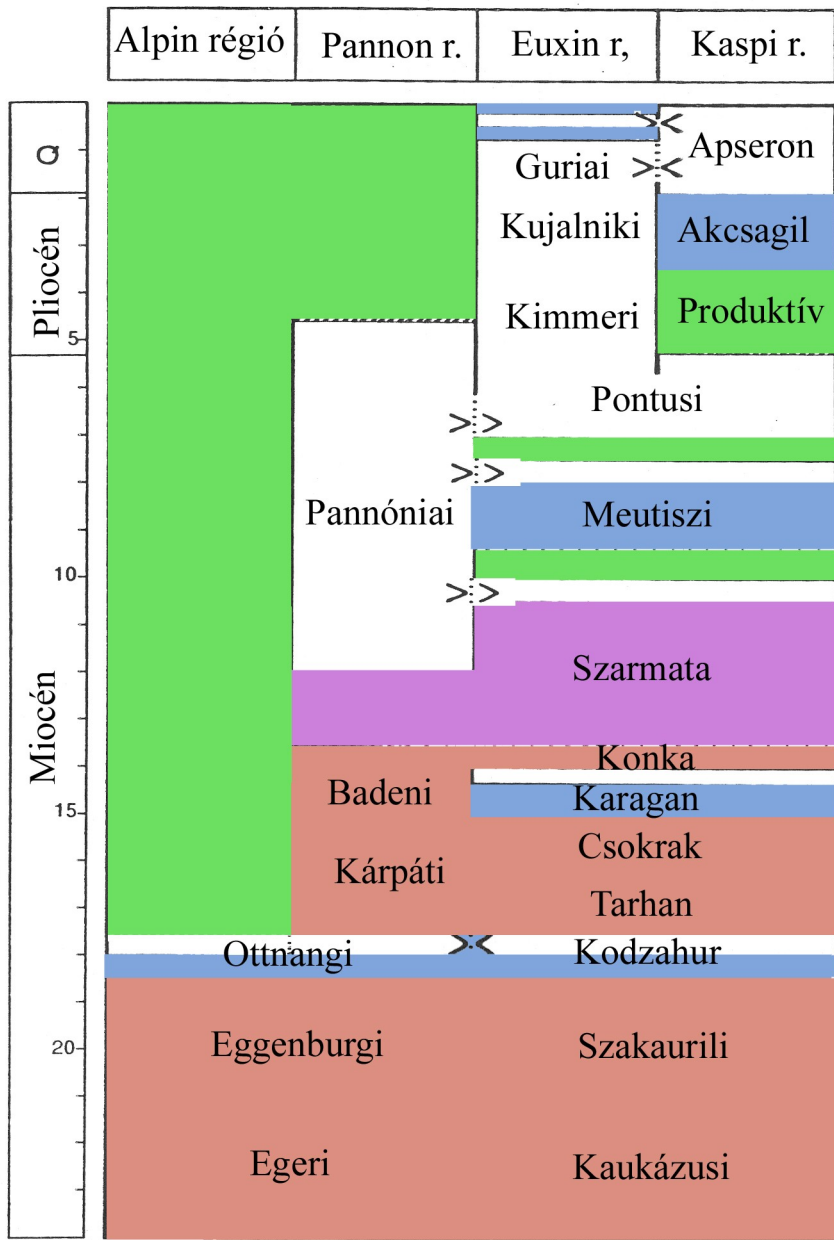 Alpin régió
Pannon r.
Euxin r,
Kaspi r.
Q
Pliocén
Miocén
5
10
15
20
Guriai
Apseron
Kujalniki
Akcsagil
Kimmeri
Produktív
Pontusi
Pannóniai
Meutiszi
Szarmata
Konka
Badeni
Karagan
Csokrak
Kárpáti
Tarhan
Ottnangi
Kodzahur
Eggenburgi
Szakaurili
Egeri
Kaukázusi